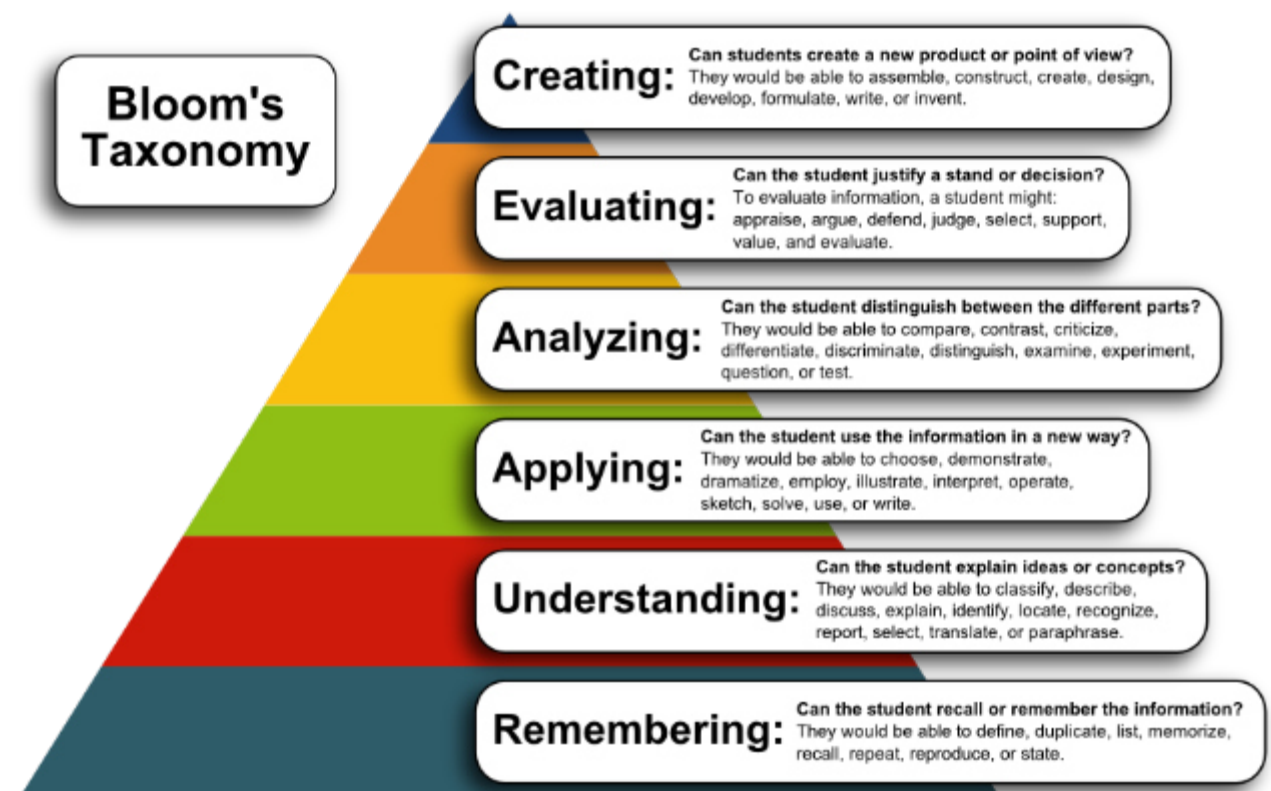 Bloom's
Taxonomy
Creating:
Can students create a new product or point of view?
They would be able to assemble, construct, create, design,
develop, formulate, write, or invent.
Evaluating:
Can the student justify a stand or decision?
To evaluate information, a student might:
appraise, argue, defend, judge, select, support,
value, and evaluate.
Analyzing:
Can the student distinguish between the different parts?
They would be able to compare, contrast, criticize,
differentiate, discriminate, distinguish, examine, experiment,
question, or test.
Applying:
Can the student use the information in a new way?
They would be able to choose, demonstrate,
dramatize, employ, illustrate, interpret, operate,
sketch, solve, use, or write.
Understanding:
Can the student explain ideas or concepts?
They would be able to classify, describe,
discuss, explain, identify, locate, recognize,
report, select, translate, or paraphrase.
Remembering:
Can the student recall or remember the information?
They would be able to define, duplicate, list, memorize,
recall, repeat, reproduce, or state.